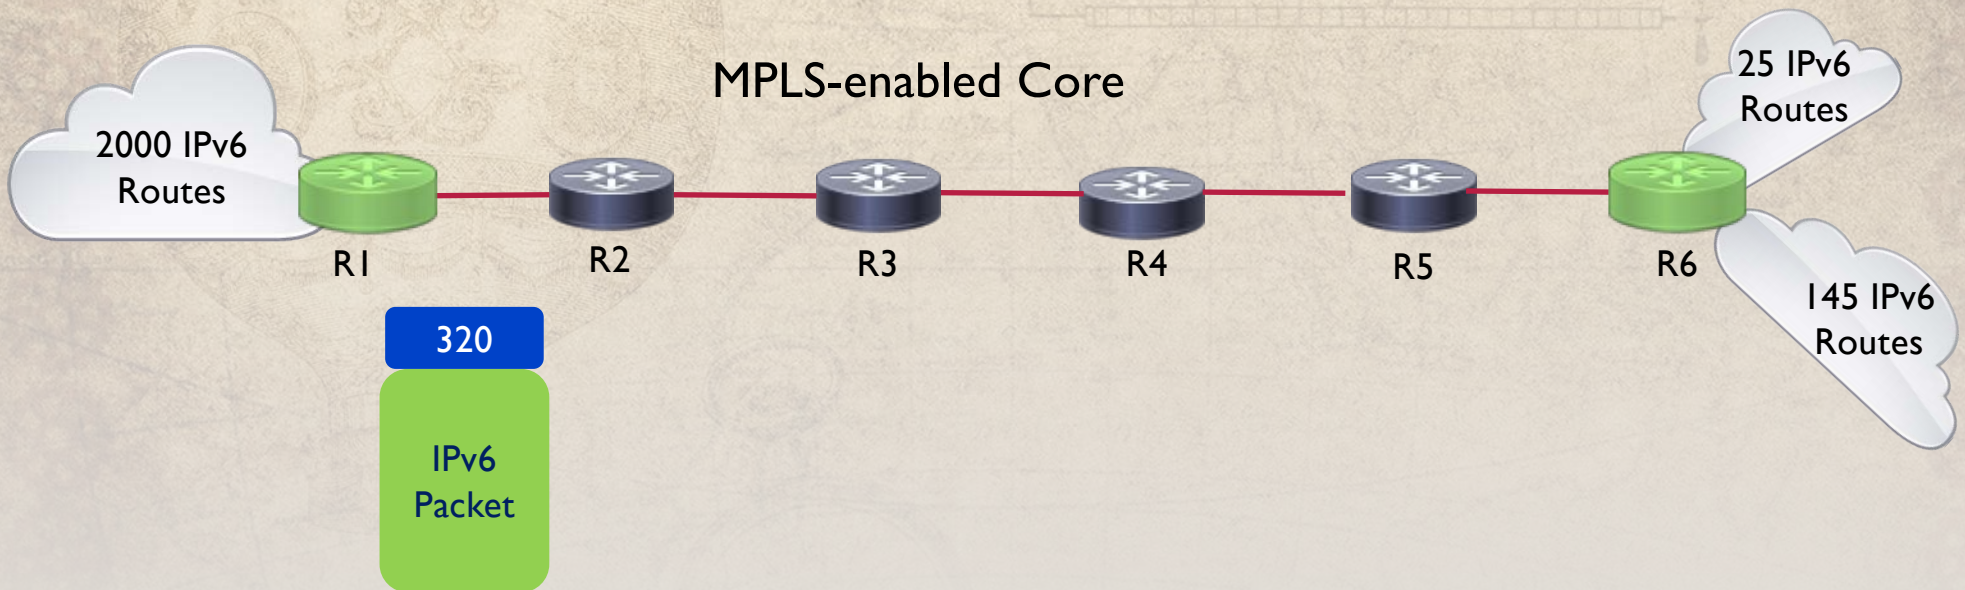 MPLS-enabled Core
2000 IPv6
Routes
25 IPv6
Routes
R1
R2
R3
R4
R5
R6
145 IPv6
Routes
320
IPv6
Packet